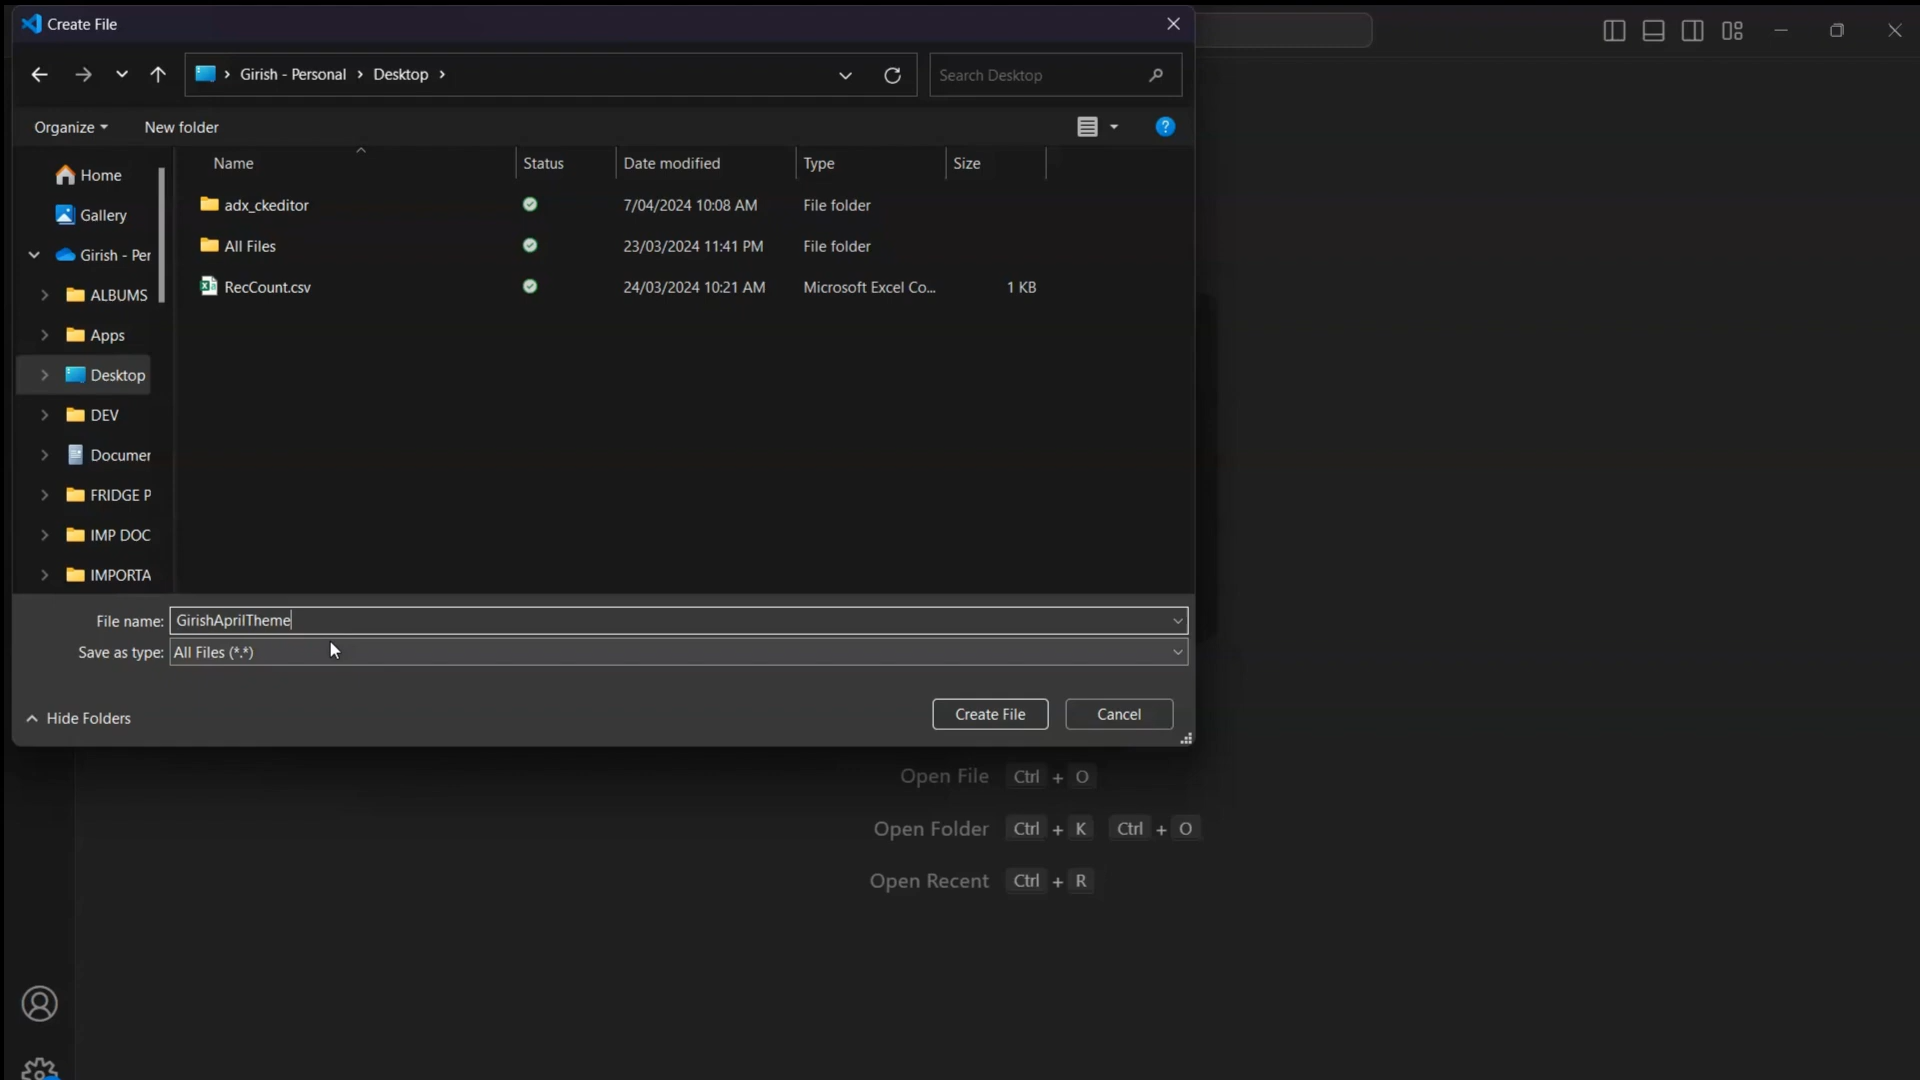 Create File
Girish - Personal > Desktop >
Search Desktop
Organize
New folder
?
Name
Status
Date modified
Type
Size
Home
Gallery
Girish - Per
ALBUMS
Apps
Desktop
DEV
Documer
FRIDGE P
IMP DOC
IMPORTA
adx_ckeditor
7/04/2024 10:08 AM
File folder
All Files
23/03/2024 11:41 PM
File folder
RecCount.csv
24/03/2024 10:21 AM
Microsoft Excel Co...
1 KB
File name: GirishAprilTheme
Save as type: All Files (*.*)
Hide Folders
Create File
Cancel
Open File Ctrl + O
Open Folder Ctrl + K Ctrl + O
Open Recent Ctrl + R